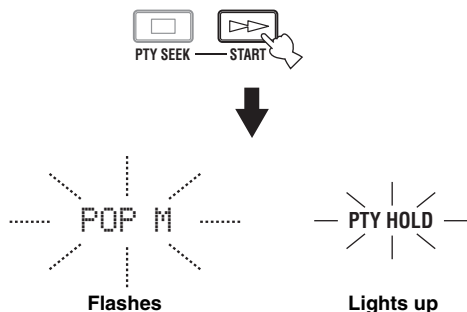 PTY SEEK START
POP M
PTY HOLD
Flashes
Lights up